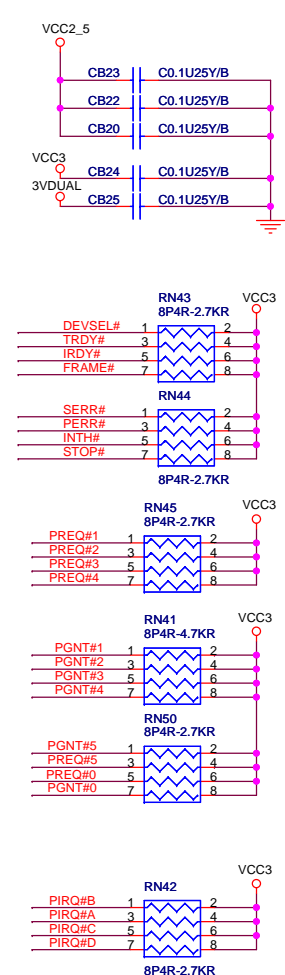 VCC2_5
CB23 C0.1U25Y/B
CB22 C0.1U25Y/B
CB20 C0.1U25Y/B
VCC3
CB24 C0.1U25Y/B
3VDUAL
CB25 C0.1U25Y/B
RN43 VCC3
8P4R-2.7KR
DEVSEL# 1 2
TRDY# 3 4
IRDY# 5 6
FRAME# 7 8
RN44
SERR# 1 2
PERR# 3 4
INTH# 5 6
STOP# 7 8
8P4R-2.7KR
RN45 VCC3
8P4R-2.7KR
PREQ#1 1 2
PREQ#2 3 4
PREQ#3 5 6
PREQ#4 7 8
RN41 VCC3
8P4R-4.7KR
PGNT#1 1 2
PGNT#2 3 4
PGNT#3 5 6
PGNT#4 7 8
RN50
8P4R-2.7KR
PGNT#5 1 2
PREQ#5 3 4
PREQ#0 5 6
PGNT#0 7 8
RN42 VCC3
PIRQ#B 1 2
PIRQ#A 3 4
PIRQ#C 5 6
PIRQ#D 7 8
8P4R-2.7KR